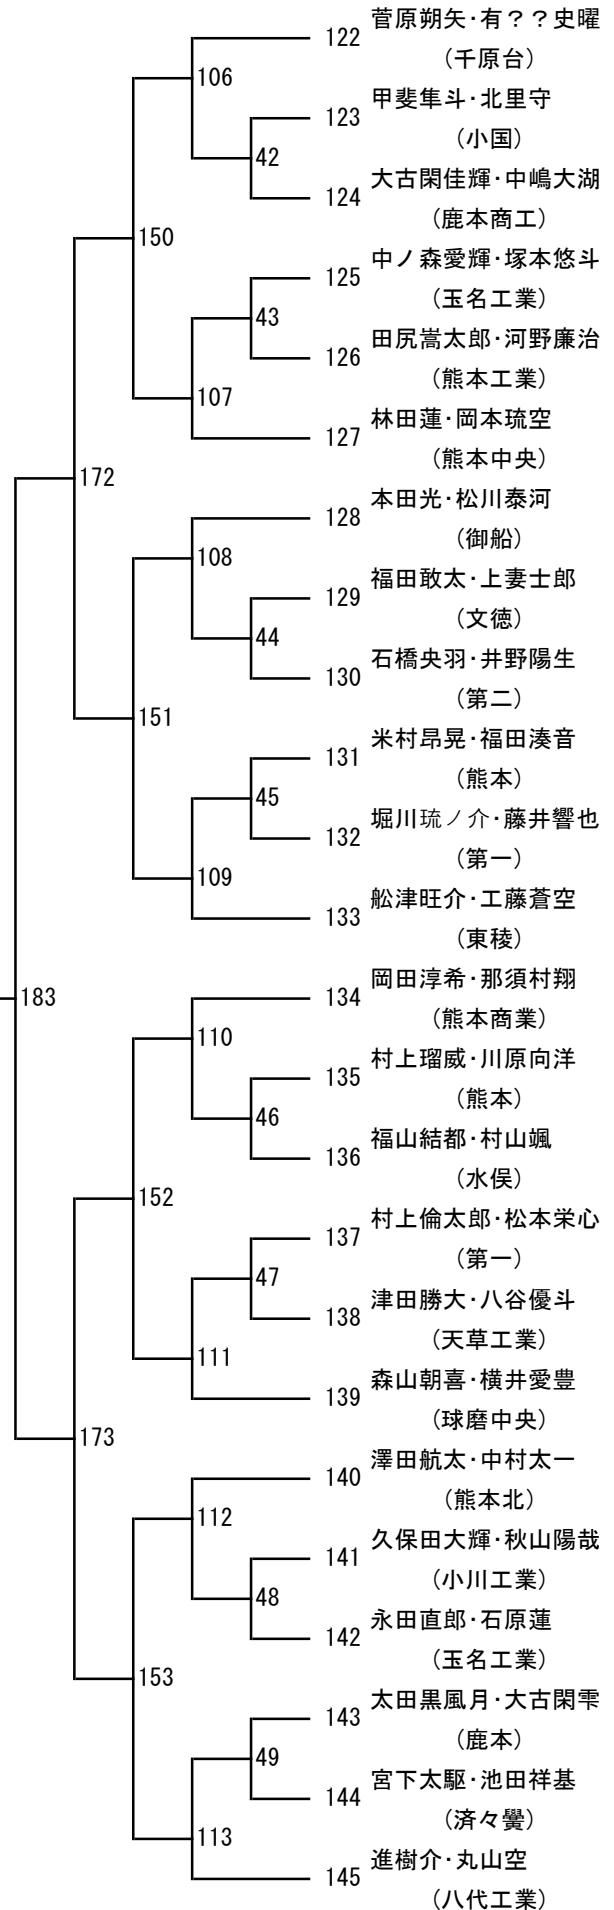 122 菅原朔矢･有？？史曜
(千原台)
106
123 甲斐隼斗･北里守
(小国)
42
124 大古閑佳輝･中嶋大湖
(鹿本商工)
150
125 中ノ森愛輝･塚本悠斗
(玉名工業)
43
126 田尻嵩太郎･河野廉治
(熊本工業)
107
127 林田蓮･岡本琉空
(熊本中央)
172
128 本田光･松川泰河
(御船)
108
129 福田敢太･上妻士郎
(文徳)
44
130 石橋央羽･井野陽生
(第二)
151
131 米村昂晃･福田湊音
(熊本)
45
132 堀川琉ノ介･藤井響也
(第一)
109
133 舩津旺介･工藤蒼空
(東稜)
183
134 岡田淳希･那須村翔
(熊本商業)
110
135 村上瑠威･川原向洋
(熊本)
46
136 福山結都･村山颯
(水俣)
152
137 村上倫太郎･松本栄心
(第一)
47
138 津田勝大･八谷優斗
(天草工業)
111
139 森山朝喜･横井愛豊
(球磨中央)
173
140 澤田航太･中村太一
(熊本北)
112
141 久保田大輝･秋山陽哉
(小川工業)
48
142 永田直郎･石原蓮
(玉名工業)
153
143 太田黒風月･大古閑雫
(鹿本)
49
144 宮下太駆･池田祥基
(済々黌)
113
145 進樹介･丸山空
(八代工業)